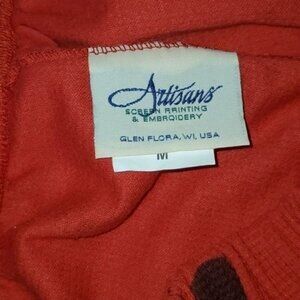 Artisans
SCREEN PRINTING
& EMBROIDERY
GLEN FLORA, WI, USA
M